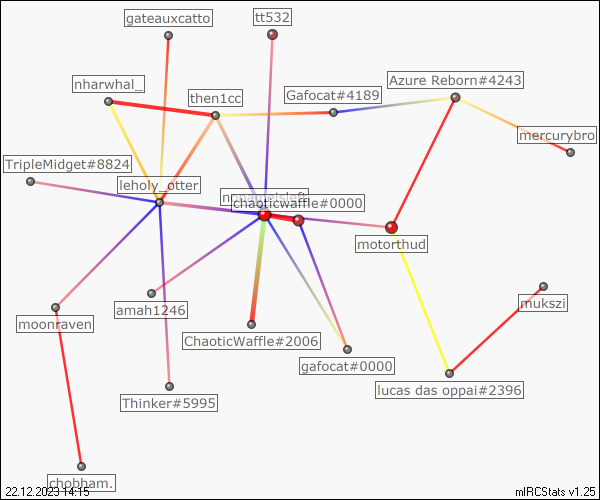 gateauxcatto
tt532
nharwhal_
then1cc
Gafocat#4189
Azure Reborn#4243
mercurybro
TripleMidget#8824
leholy_otter
chaoticwaffle#0000
motorthud
amah1246
moonraven
ChaoticWaffle#2006
mukszi
gafocat#0000
Thinker#5995
lucas das oppai#2396
chobham.
22.12.2023 14:15
mIRCStats v1.25